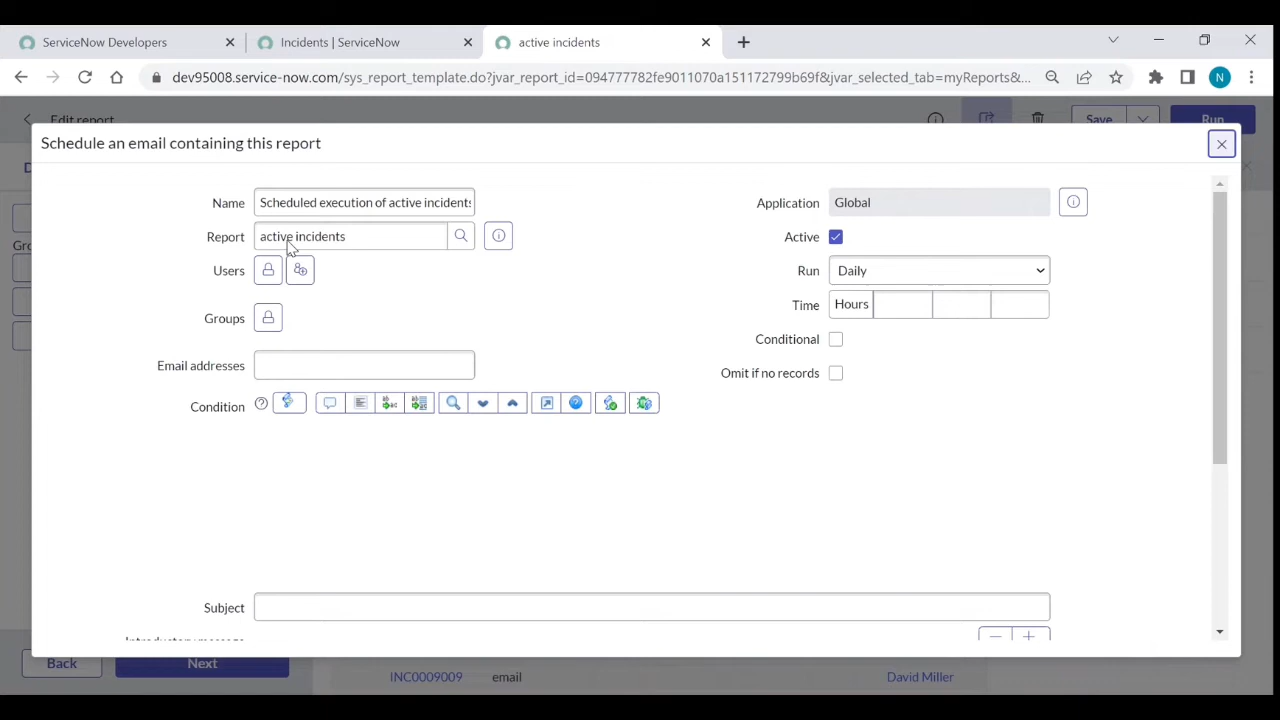 ServiceNow Developers
Incidents | ServiceNow
active incidents
dev95008.service-now.com/sys_report_template.do?jvar_report_id=094777782fe9011070a151172799b69f&jvar_selected_tab=myReports&...
N
Edit report
Save
Run
Schedule an email containing this report
Name
Scheduled execution of active incidents
Application
Global
Report
active incidents
Active
Users
Run
Daily
Time
Hours
Groups
Conditional
Email addresses
Omit if no records
Condition
Subject
Introductory message
Back
Next
INC0009009
email
David Miller